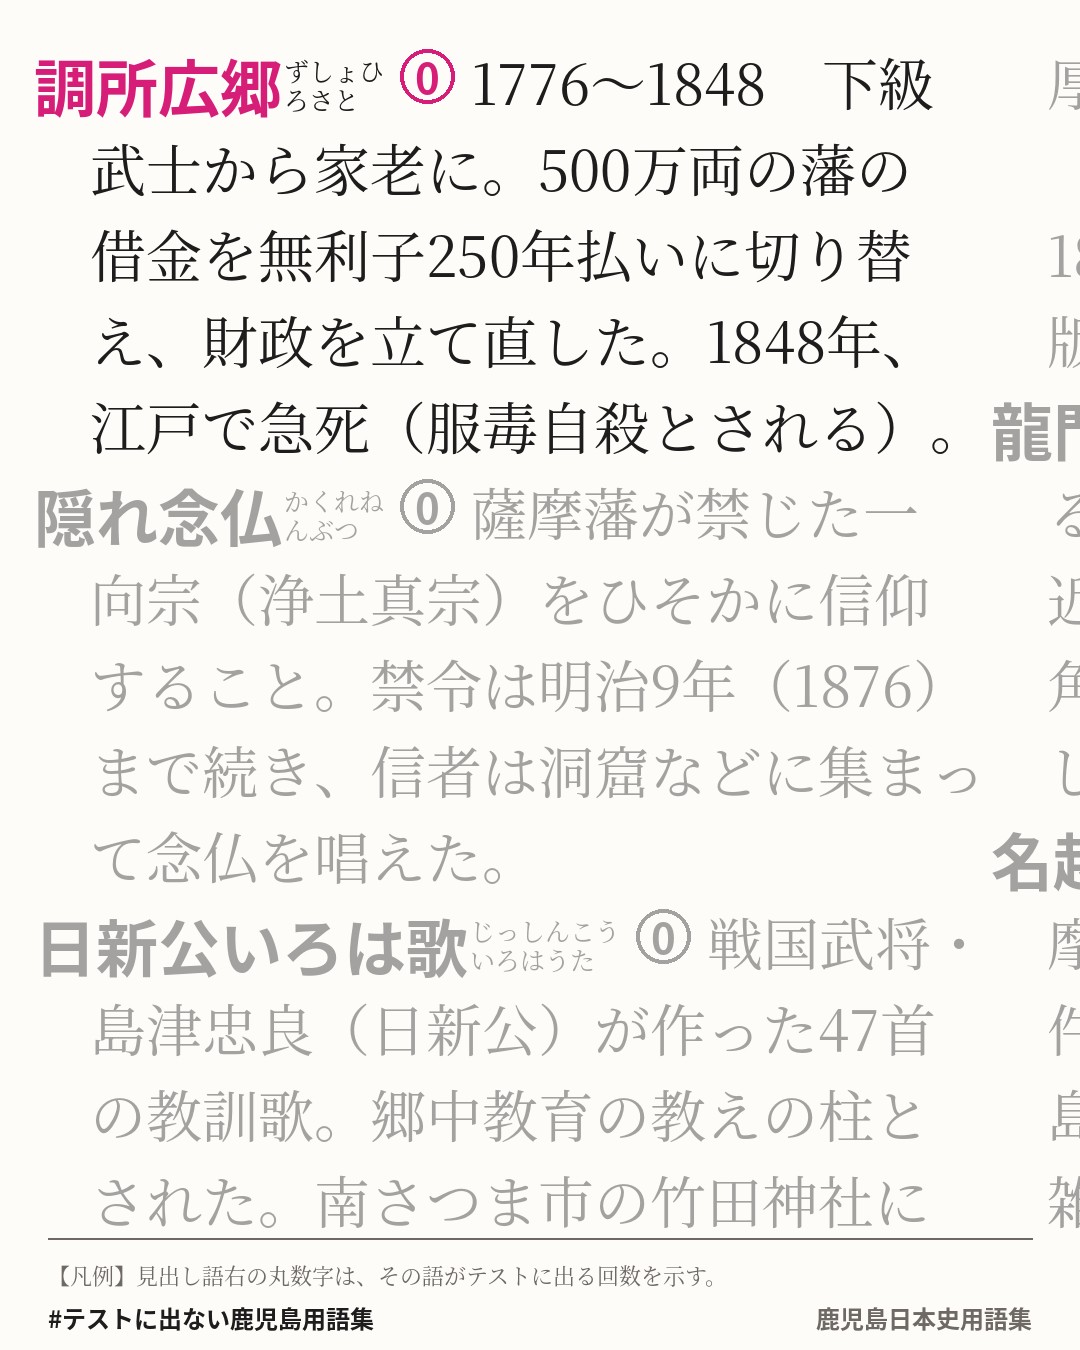 調所広郷 ずしょひろさと ⓪ 1776〜1848　下級
武士から家老に。500万両の藩の
借金を無利子250年払いに切り替
え、財政を立て直した。1848年、
江戸で急死（服毒自殺とされる）。
隠れ念仏 かくれねんぶつ ⓪ 薩摩藩が禁じた一
向宗（浄土真宗）をひそかに信仰
すること。禁令は明治9年（1876）
まで続き、信者は洞窟などに集まっ
て念仏を唱えた。
日新公いろは歌 じっしんこういろはうた ⓪ 戦国武将・
島津忠良（日新公）が作った47首
の教訓歌。郷中教育の教えの柱と
された。南さつま市の竹田神社に
る
し
名
【凡例】見出し語右の丸数字は、その語がテストに出る回数を示す。
#テストに出ない鹿児島用語集
鹿児島日本史用語集